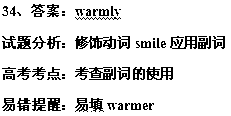 34、答案：warmly
试题分析：修饰动词 smile 应用副词
高考考点：考查副词的使用
易错提醒：易填 warmer